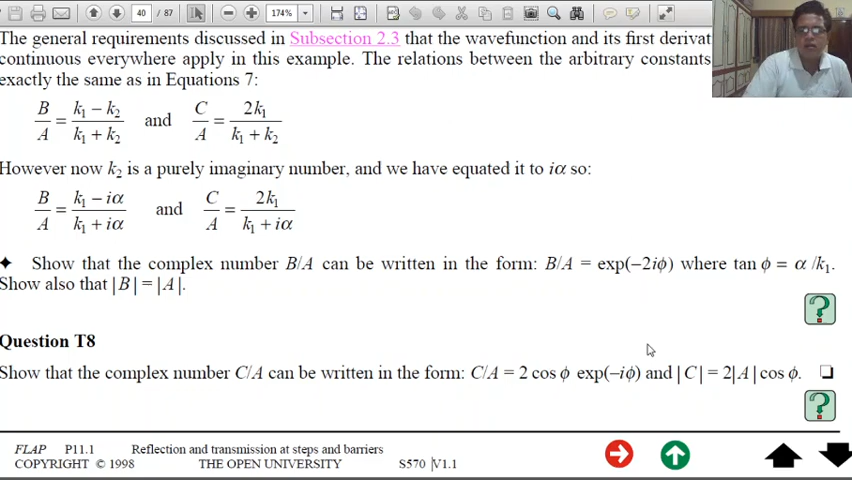 40 / 87 174%
The general requirements discussed in Subsection 2.3 that the wavefunction and its first derivat
continuous everywhere apply in this example. The relations between the arbitrary constants
exactly the same as in Equations 7:
B/A = (k₁ − k₂)/(k₁ + k₂) and C/A = 2k₁/(k₁ + k₂)
However now k₂ is a purely imaginary number, and we have equated it to iα so:
B/A = (k₁ − iα)/(k₁ + iα) and C/A = 2k₁/(k₁ + iα)
✦ Show that the complex number B/A can be written in the form: B/A = exp(−2iϕ) where tan ϕ = α /k₁.
Show also that |B| = |A|.
?
Question T8
Show that the complex number C/A can be written in the form: C/A = 2 cos ϕ exp(−iϕ) and |C| = 2|A| cos ϕ. ❏
?
FLAP P11.1 Reflection and transmission at steps and barriers
COPYRIGHT © 1998 THE OPEN UNIVERSITY S570 V1.1